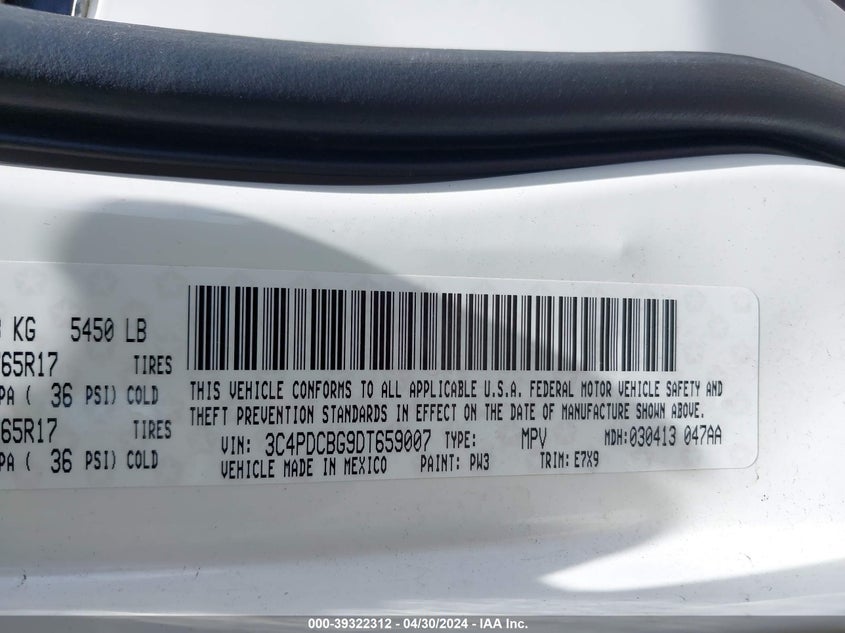 KG 5450 LB
65R17 TIRES
PA ( 36 PSI) COLD
65R17 TIRES
PA ( 36 PSI) COLD
THIS VEHICLE CONFORMS TO ALL APPLICABLE U.S.A. FEDERAL MOTOR VEHICLE SAFETY AND
THEFT PREVENTION STANDARDS IN EFFECT ON THE DATE OF MANUFACTURE SHOWN ABOVE.
VIN: 3C4PDCBG9DT659007 TYPE: MPV MDH: 030413 047AA
VEHICLE MADE IN MEXICO PAINT: PW3 TRIM: E7X9
000-39322312 - 04/30/2024 - IAA Inc.